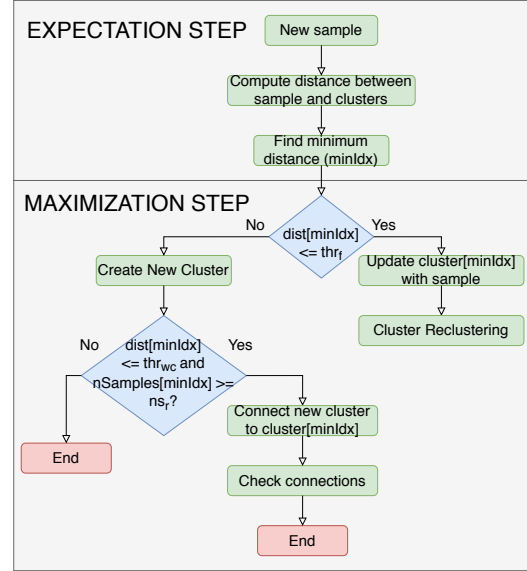 EXPECTATION STEP
New sample
Compute distance between
sample and clusters
Find minimum
distance (minIdx)
MAXIMIZATION STEP
No
Yes
dist[minIdx]
<= thrf
Create New Cluster
Update cluster[minIdx]
with sample
Cluster Reclustering
No
Yes
dist[minIdx]
<= thrwc and
nSamples[minIdx] >=
nsr?
Connect new cluster
to cluster[minIdx]
End
Check connections
End